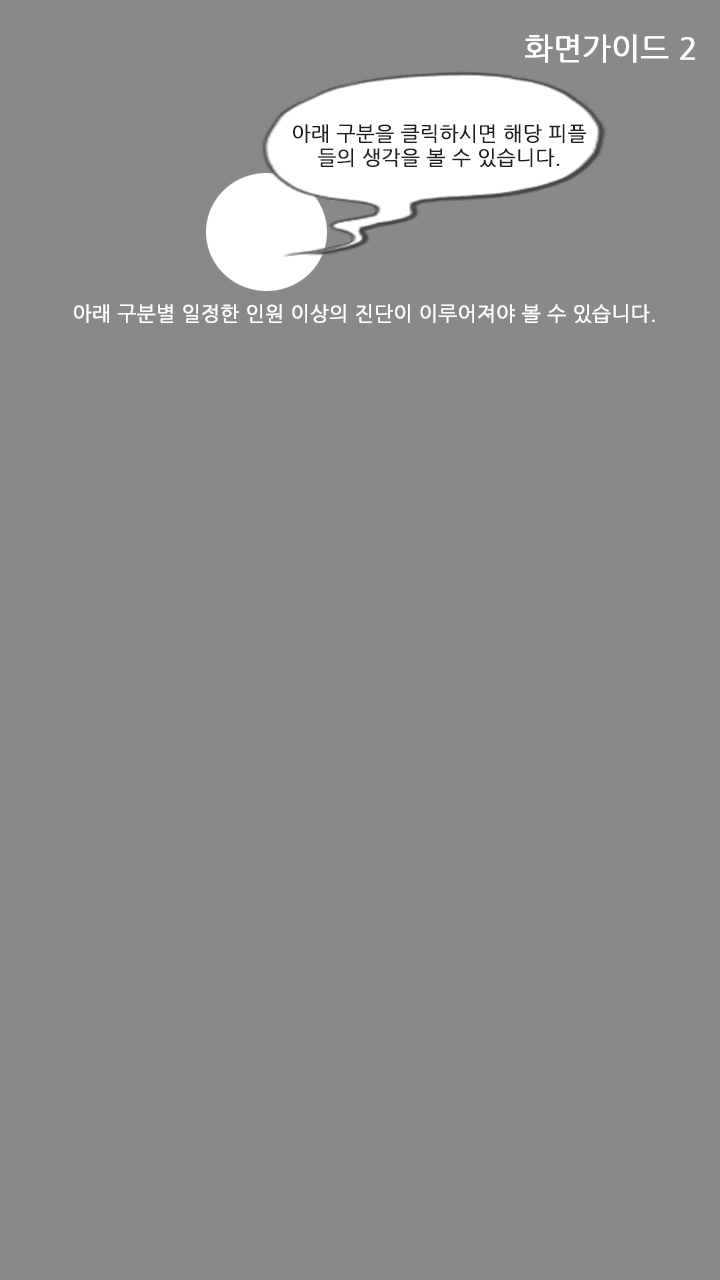 화면가이드 2
아래 구분을 클릭하시면 해당 피플
들의 생각을 볼 수 있습니다.
아래 구분별 일정한 인원 이상의 진단이 이루어져야 볼 수 있습니다.